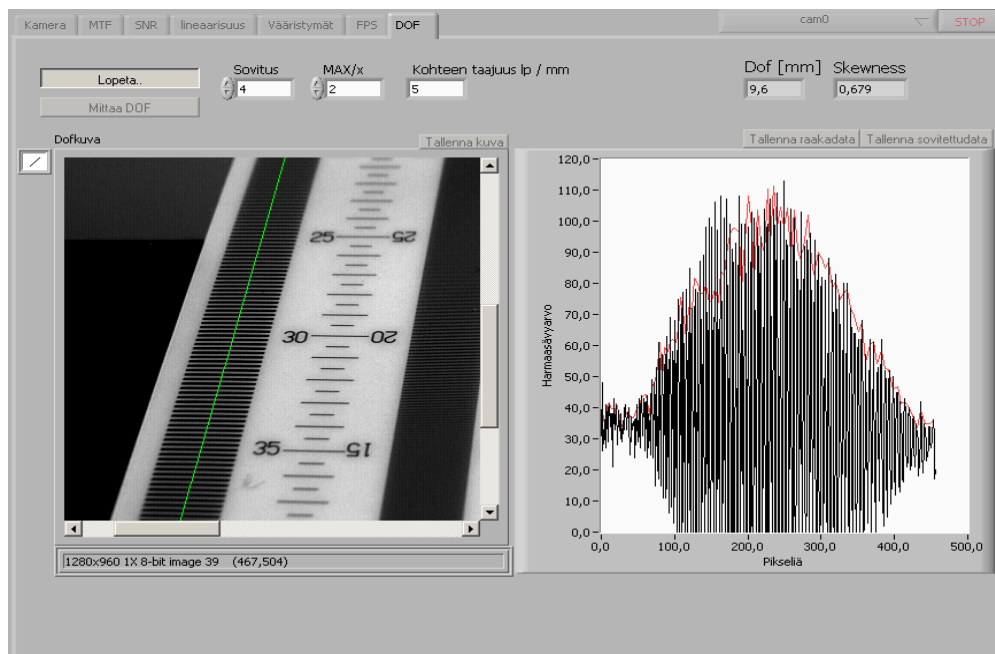 Kamera MTF SNR lineaarisuus Vääristymät FPS DOF cam0 STOP
Lopeta..
Mittaa DOF
Sovitus MAX/x Kohteen taajuus lp / mm Dof [mm] Skewness
4 2 5 9,6 0,679
Dofkuva Tallenna kuva Tallenna raakadata Tallenna sovitettudata
25 25
30 20
35 15
1280x960 1X 8-bit image 39 (467,504)
Harmaasävyarvo
120,0
110,0
100,0
90,0
80,0
70,0
60,0
50,0
40,0
30,0
20,0
10,0
0,0
0,0 100,0 200,0 300,0 400,0 500,0
Pikseliä